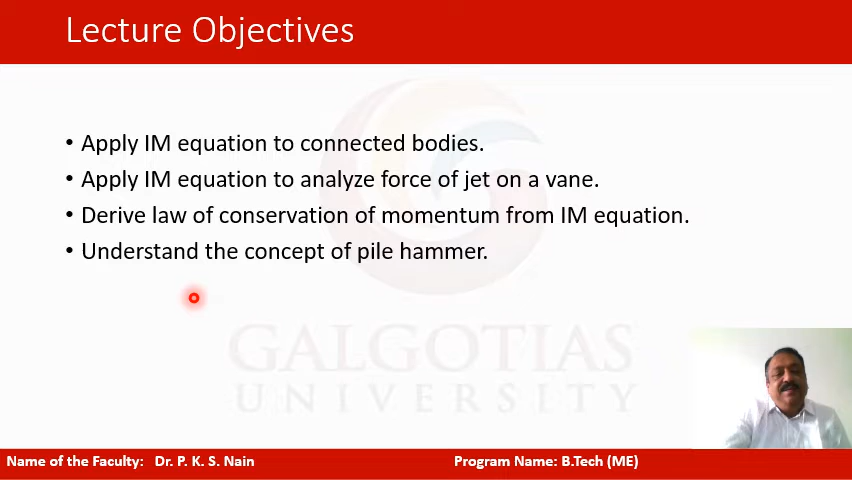 Lecture Objectives
• Apply IM equation to connected bodies.
• Apply IM equation to analyze force of jet on a vane.
• Derive law of conservation of momentum from IM equation.
• Understand the concept of pile hammer.
GALGOTIAS
UNIVERSITY
Name of the Faculty: Dr. P. K. S. Nain Program Name: B.Tech (ME)